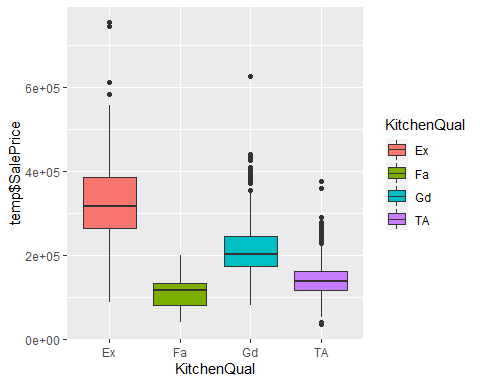 6e+05
4e+05
2e+05
0e+00
temp$SalePrice
Ex Fa Gd TA
KitchenQual
KitchenQual
Ex
Fa
Gd
TA